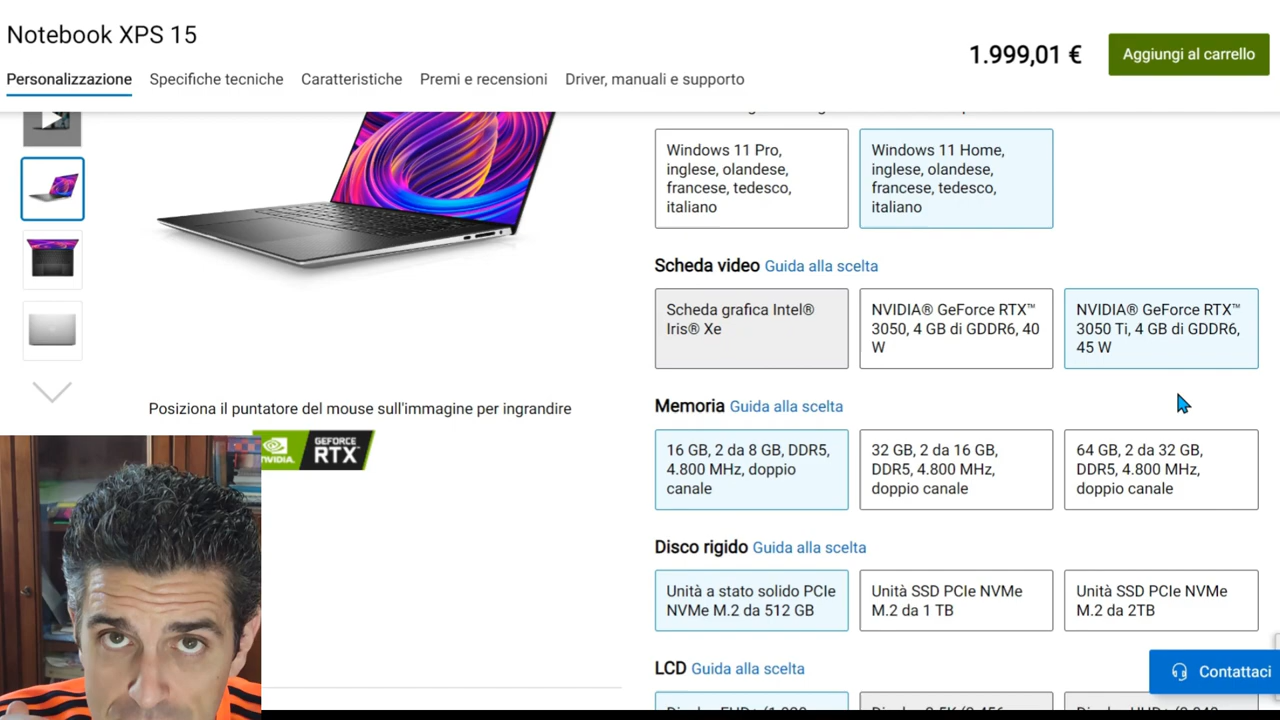 Notebook XPS 15
1.999,01 €
Aggiungi al carrello
Personalizzazione
Specifiche tecniche
Caratteristiche
Premi e recensioni
Driver, manuali e supporto
Windows 11 Pro,
inglese, olandese,
francese, tedesco,
italiano
Windows 11 Home,
inglese, olandese,
francese, tedesco,
italiano
Scheda video Guida alla scelta
Scheda grafica Intel®
Iris® Xe
NVIDIA® GeForce RTX™
3050, 4 GB di GDDR6, 40
W
NVIDIA® GeForce RTX™
3050 Ti, 4 GB di GDDR6,
45 W
Posiziona il puntatore del mouse sull'immagine per ingrandire
NVIDIA.
GEFORCE
RTX
Memoria Guida alla scelta
16 GB, 2 da 8 GB, DDR5,
4.800 MHz, doppio
canale
32 GB, 2 da 16 GB,
DDR5, 4.800 MHz,
doppio canale
64 GB, 2 da 32 GB,
DDR5, 4.800 MHz,
doppio canale
Disco rigido Guida alla scelta
Unità a stato solido PCIe
NVMe M.2 da 512 GB
Unità SSD PCIe NVMe
M.2 da 1 TB
Unità SSD PCIe NVMe
M.2 da 2TB
LCD Guida alla scelta
Contattaci